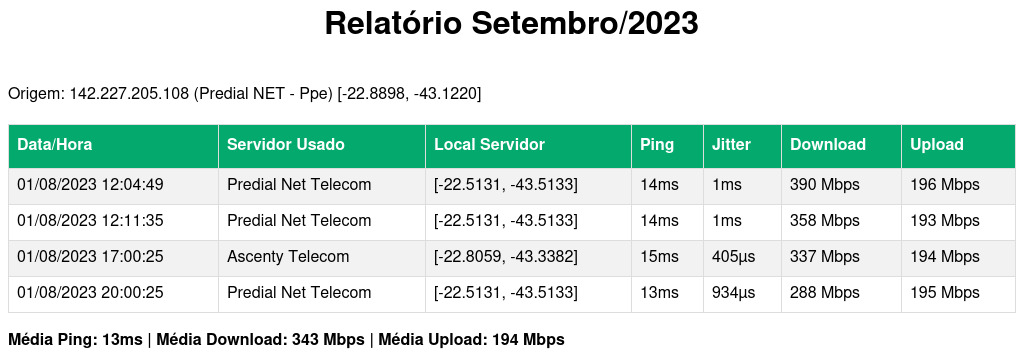 Relatório Setembro/2023
Origem: 142.227.205.108 (Predial NET - Ppe) [-22.8898, -43.1220]
Data/Hora Servidor Usado Local Servidor Ping Jitter Download Upload
01/08/2023 12:04:49 Predial Net Telecom [-22.5131, -43.5133] 14ms 1ms 390 Mbps 196 Mbps
01/08/2023 12:11:35 Predial Net Telecom [-22.5131, -43.5133] 14ms 1ms 358 Mbps 193 Mbps
01/08/2023 17:00:25 Ascenty Telecom [-22.8059, -43.3382] 15ms 405µs 337 Mbps 194 Mbps
01/08/2023 20:00:25 Predial Net Telecom [-22.5131, -43.5133] 13ms 934µs 288 Mbps 195 Mbps
Média Ping: 13ms | Média Download: 343 Mbps | Média Upload: 194 Mbps